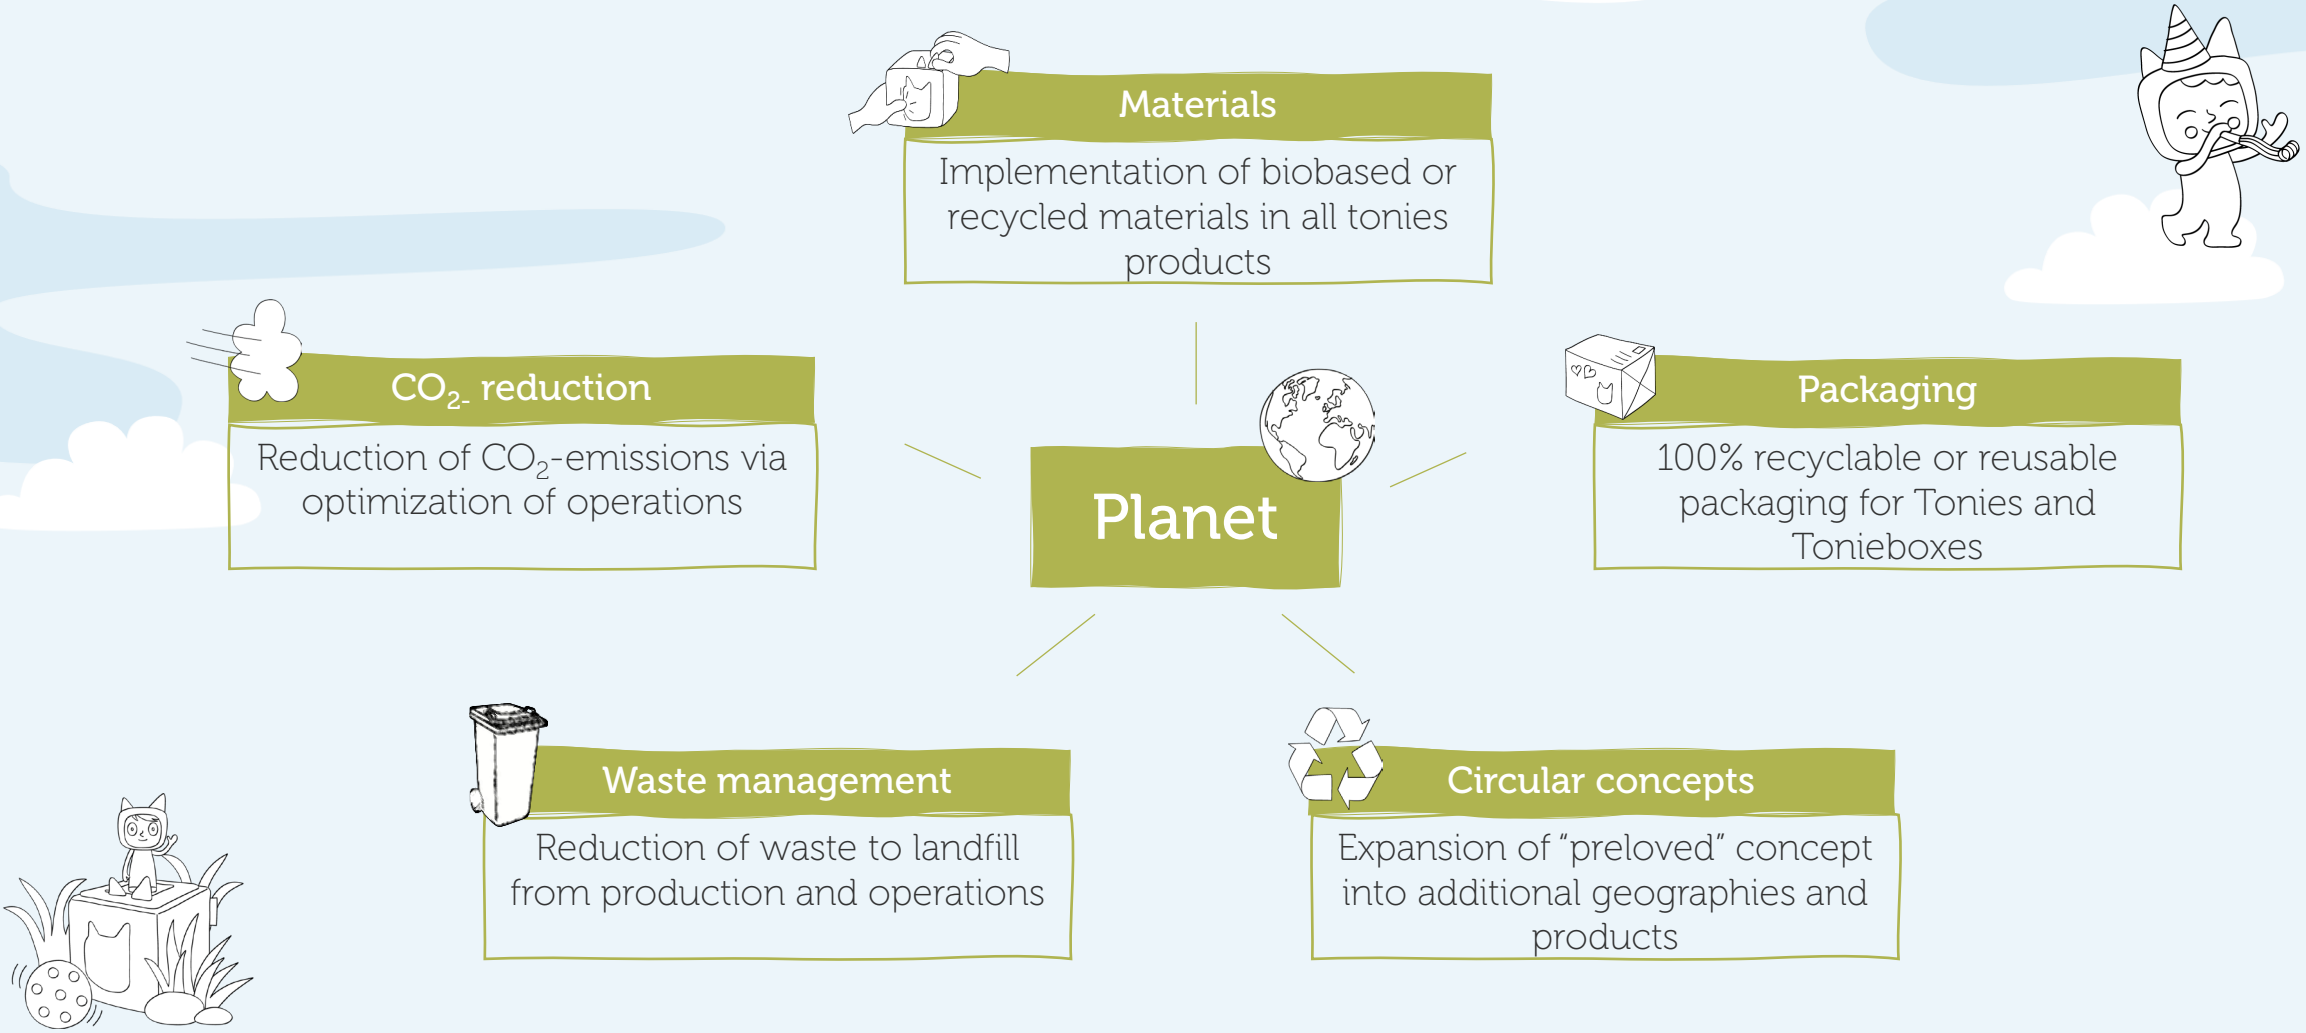 Materials
Implementation of biobased or
recycled materials in all tonies
products
CO₂- reduction
Reduction of CO₂-emissions via
optimization of operations
Planet
Packaging
100% recyclable or reusable
packaging for Tonies and
Tonieboxes
Waste management
Reduction of waste to landfill
from production and operations
Circular concepts
Expansion of “preloved” concept
into additional geographies and
products